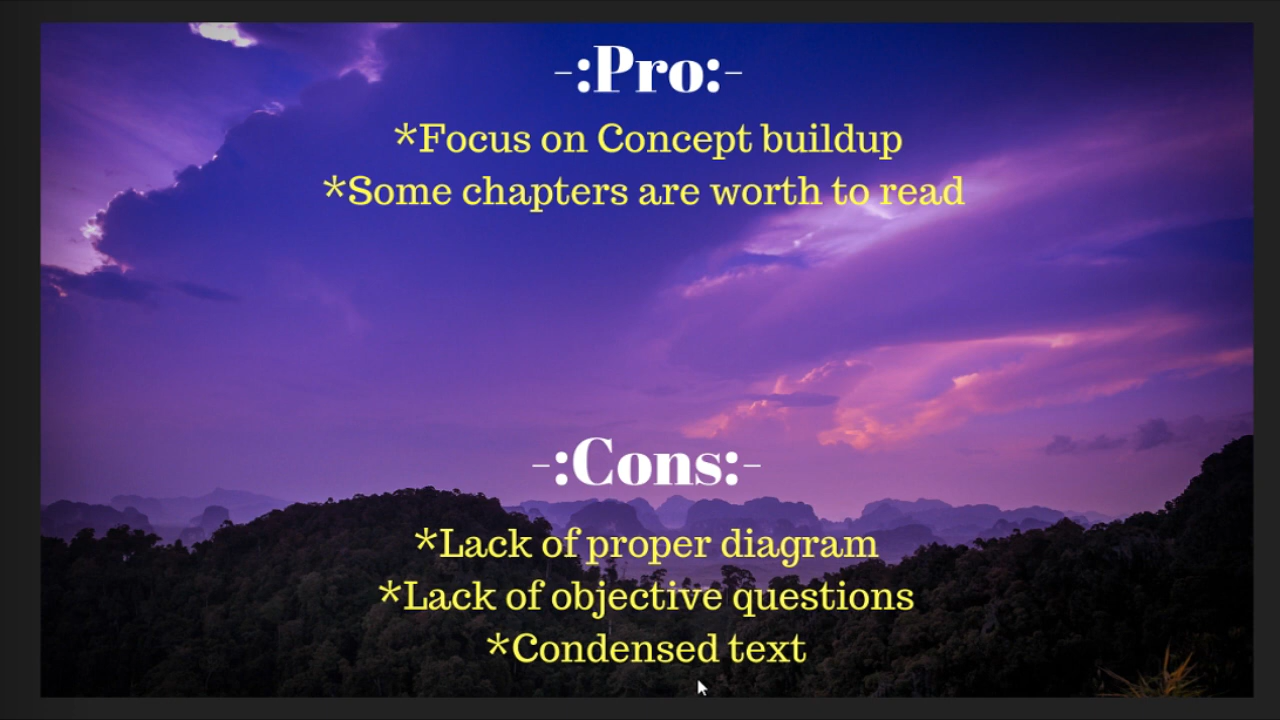 -:Pro:-
*Focus on Concept buildup
*Some chapters are worth to read
-:Cons:-
*Lack of proper diagram
*Lack of objective questions
*Condensed text